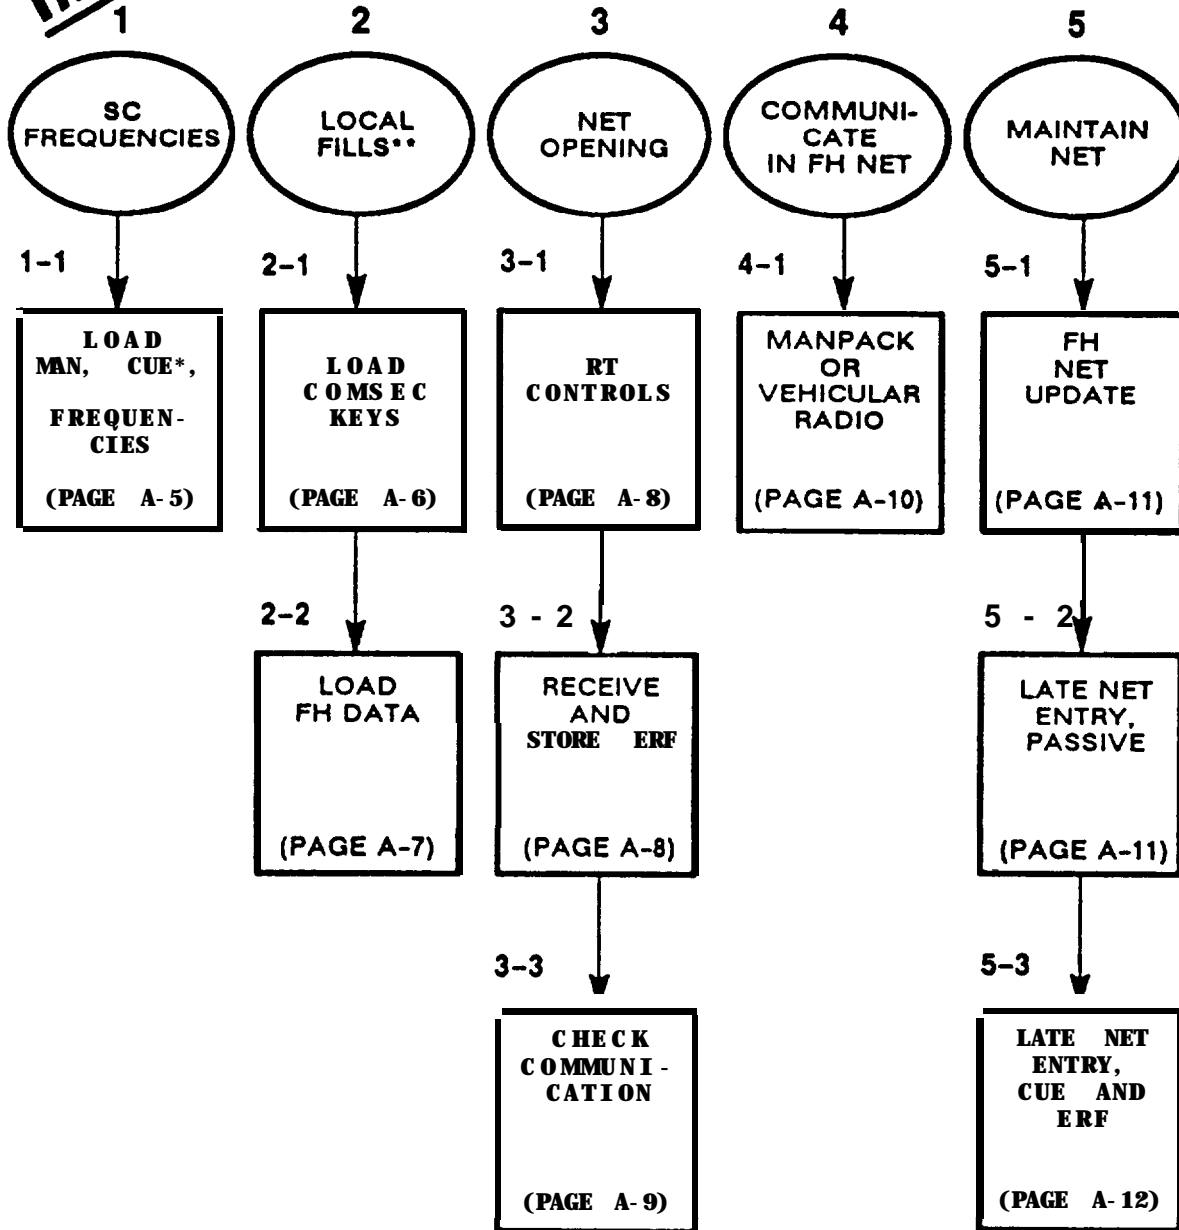 1 2 3 4 5
SC
FREQUENCIES
LOCAL
FILLS**
NET
OPENING
COMMUNI-
CATE
IN FH NET
MAINTAIN
NET
1-1
2-1
3-1
4-1
5-1
LOAD
MAN, CUE*,
FREQUEN-
CIES
(PAGE A-5)
LOAD
COMSEC
KEYS
(PAGE A-6)
RT
CONTROLS
(PAGE A-8)
MANPACK
OR
VEHICULAR
RADIO
(PAGE A-10)
FH
NET
UPDATE
(PAGE A-11)
2-2
3 - 2
5 - 2
LOAD
FH DATA
(PAGE A-7)
RECEIVE
AND
STORE ERF
(PAGE A-8)
LATE NET
ENTRY,
PASSIVE
(PAGE A-11)
3-3
5-3
CHECK
COMMUNI-
CATION
(PAGE A-9)
LATE NET
ENTRY,
CUE AND
ERF
(PAGE A-12)